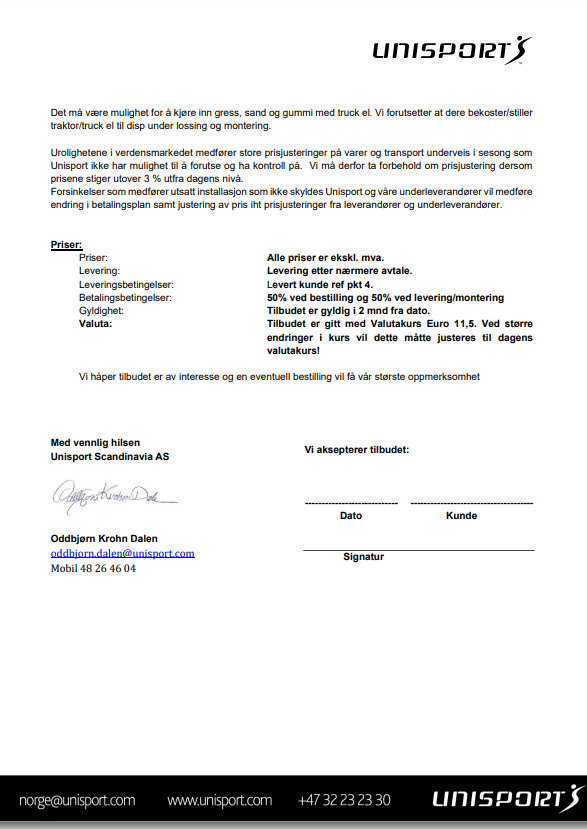 UNISPORT
Det må være mulighet for å kjøre inn gress, sand og gummi med truck el. Vi forutsetter at dere bekoster/stiller
traktor/truck el til disp under lossing og montering.
Urolighetene i verdensmarkedet medfører store prisjusteringer på varer og transport underveis i sesong som
Unisport ikke har mulighet til å forutse og ha kontroll på. Vi må derfor ta forbehold om prisjustering dersom
prisene stiger utover 3 % utfra dagens nivå.
Forsinkelser som medfører utsatt installasjon som ikke skyldes Unisport og våre underleverandører vil medføre
endring i betalingsplan samt justering av pris iht prisjusteringer fra leverandører og underleverandører.
Priser:
Priser: Alle priser er ekskl. mva.
Levering: Levering etter nærmere avtale.
Leveringsbetingelser: Levert kunde ref pkt 4.
Betalingsbetingelser: 50% ved bestilling og 50% ved levering/montering
Gyldighet: Tilbudet er gyldig i 2 mnd fra dato.
Valuta: Tilbudet er gitt med Valutakurs Euro 11,5. Ved større
endringer i kurs vil dette måtte justeres til dagens
valutakurs!
Vi håper tilbudet er av interesse og en eventuell bestilling vil få vår største oppmerksomhet
Med vennlig hilsen
Unisport Scandinavia AS
Vi aksepterer tilbudet:
Oddbjørn Krohn Dalen
Dato Kunde
Oddbjørn Krohn Dalen
oddbjorn.dalen@unisport.com
Mobil 48 26 46 04
Signatur
norge@unisport.com www.unisport.com +47 32 23 23 30 UNISPORT